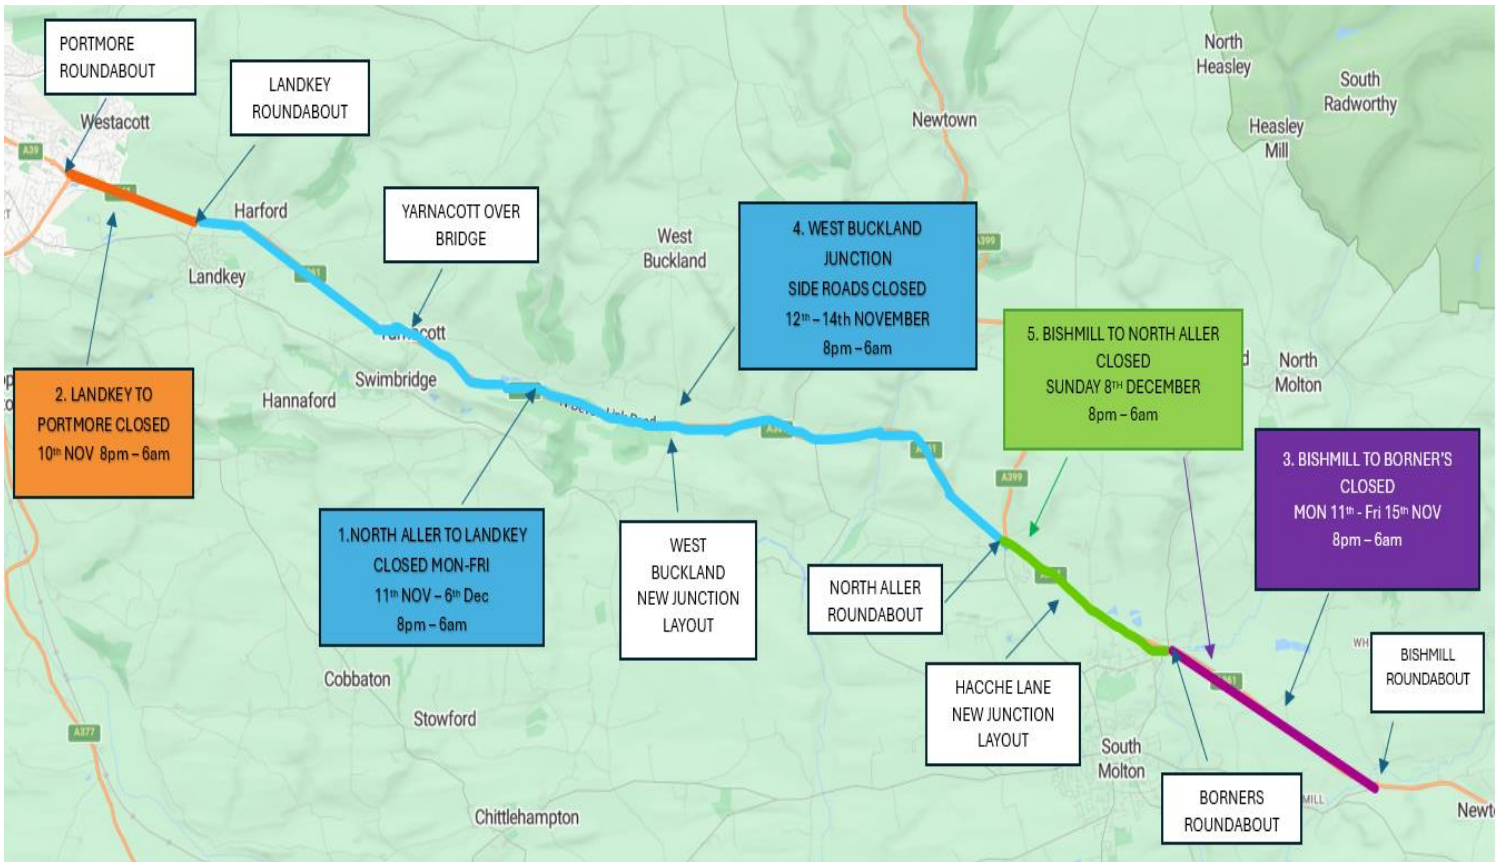 PORTMORE
ROUNDABOUT
LANDKEY
ROUNDABOUT
North
Heasley
South
Radworthy
Heasley
Mill
Newtown
Westacott
A39
Harford
YARNACOTT OVER
BRIDGE
West
Buckland
4. WEST BUCKLAND
JUNCTION
SIDE ROADS CLOSED
12th – 14th NOVEMBER
8pm – 6am
A399
Landkey
5. BISHMILL TO NORTH ALLER
CLOSED
SUNDAY 8TH DECEMBER
8pm – 6am
North
Molton
Swimbridge
Hannaford
2. LANDKEY TO
PORTMORE CLOSED
10th NOV 8pm – 6am
3. BISHMILL TO BORNER'S
CLOSED
MON 11th - Fri 15th NOV
8pm – 6am
A399
1.NORTH ALLER TO LANDKEY
CLOSED MON-FRI
11th NOV – 6th Dec
8pm – 6am
WEST
BUCKLAND
NEW JUNCTION
LAYOUT
NORTH ALLER
ROUNDABOUT
BISHMILL
ROUNDABOUT
HACCHE LANE
NEW JUNCTION
LAYOUT
Cobbaton
Stowford
A377
South
Molton
BORNERS
ROUNDABOUT
MILL
Chittlehampton